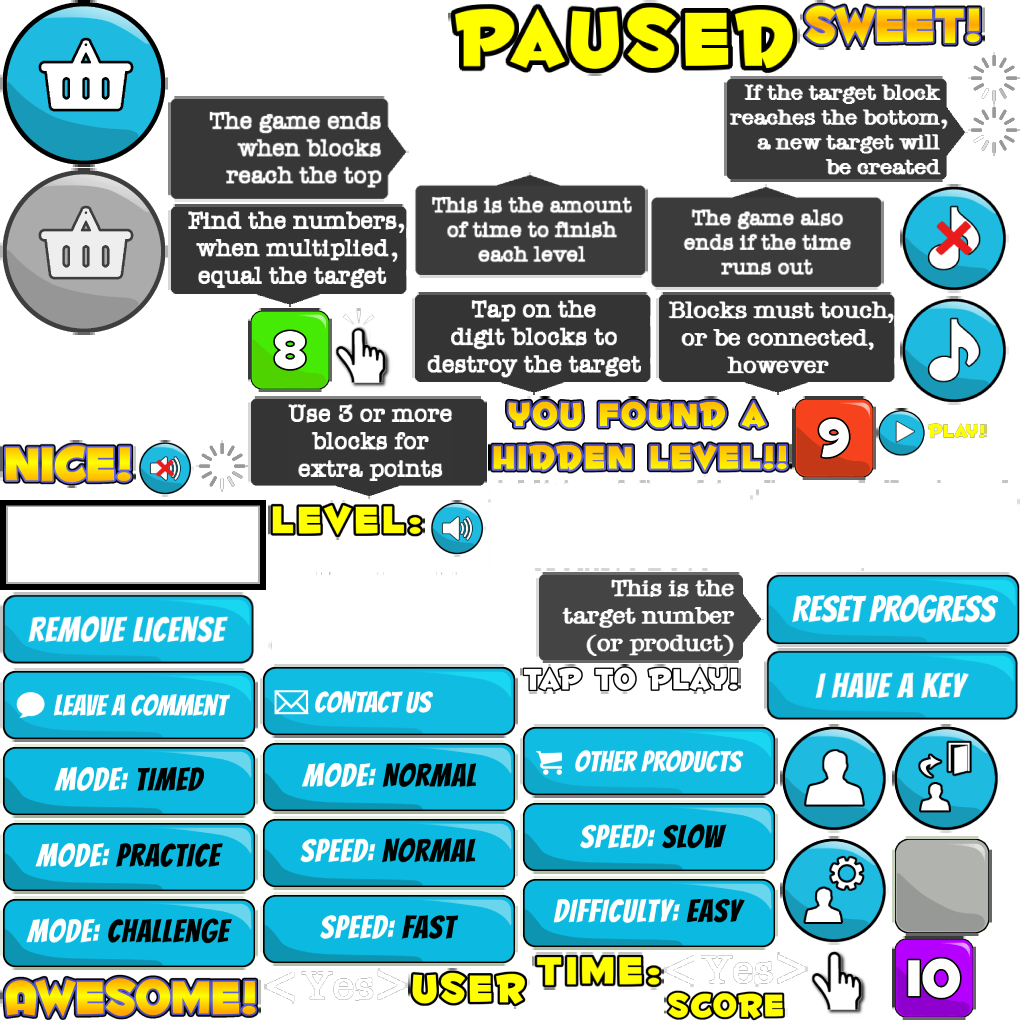 PAUSED
SWEET!
The game ends
when blocks
reach the top
If the target block
reaches the bottom,
a new target will
be created
Find the numbers,
when multiplied,
equal the target
This is the amount
of time to finish
each level
The game also
ends if the time
runs out
8
Tap on the
digit blocks to
destroy the target
Blocks must touch,
or be connected,
however
Use 3 or more
blocks for
extra points
YOU FOUND A
HIDDEN LEVEL!!
9
PLAY!
NICE!
LEVEL:
This is the
target number
(or product)
TAP TO PLAY!
RESET PROGRESS
I HAVE A KEY
REMOVE LICENSE
LEAVE A COMMENT
CONTACT US
OTHER PRODUCTS
MODE: TIMED
MODE: NORMAL
SPEED: SLOW
MODE: PRACTICE
SPEED: NORMAL
DIFFICULTY: EASY
MODE: CHALLENGE
SPEED: FAST
10
AWESOME!
<Yes>
USER
TIME:
<Yes>
SCORE